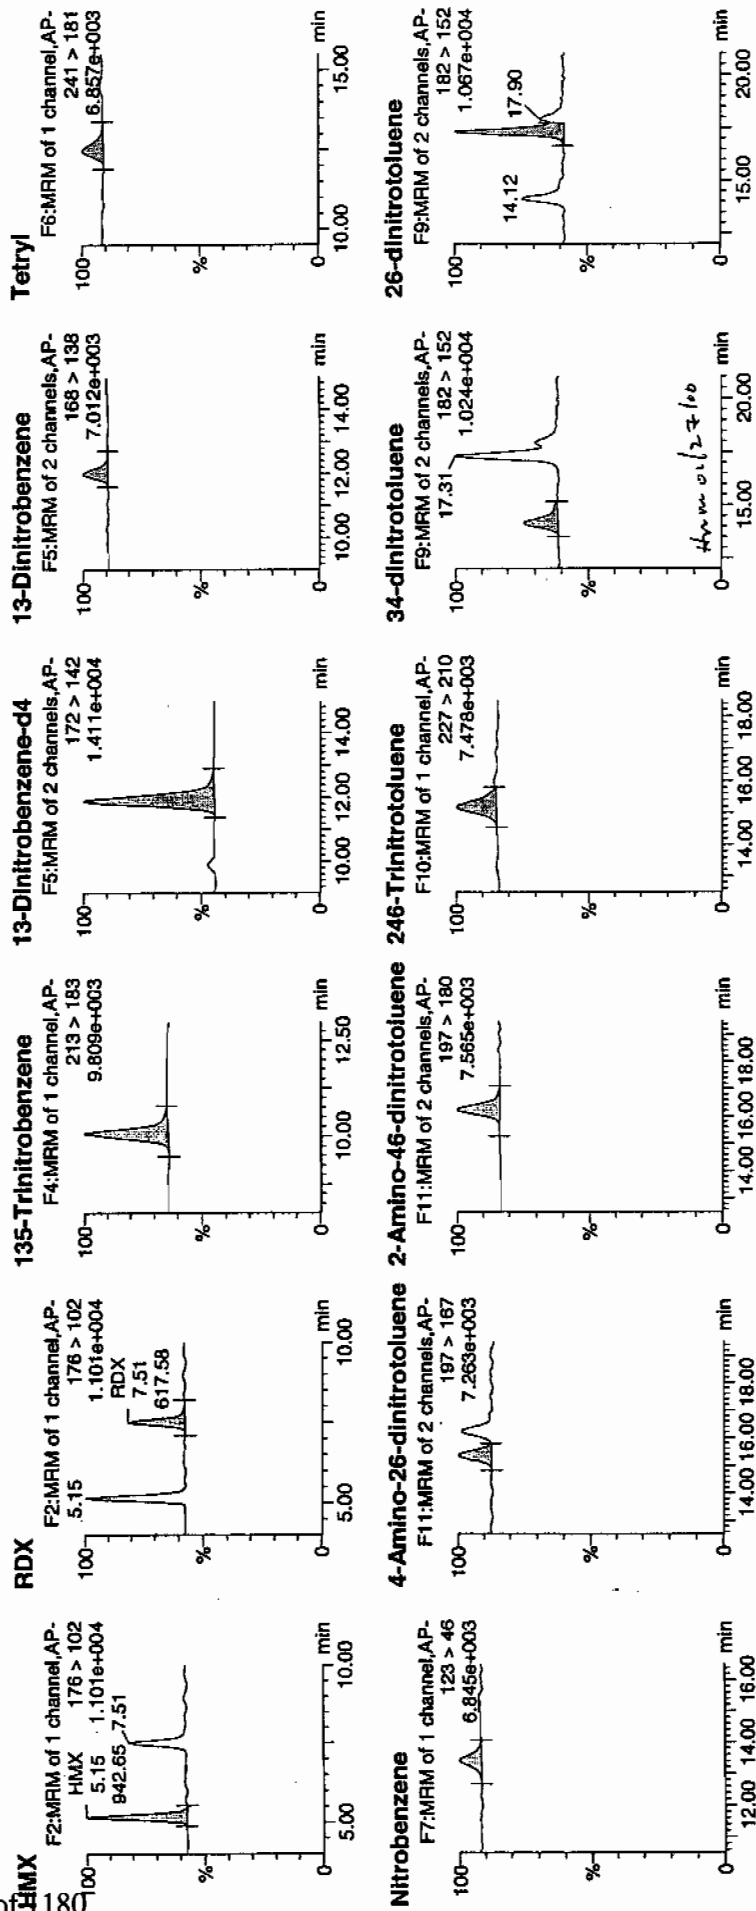 HMX
F2:MRM of 1 channel,AP-
176 > 102
1.101e+004
HMX
5.15
942.65
7.51
100
%
0
5.00
10.00
min
RDX
F2:MRM of 1 channel,AP-
176 > 102
1.101e+004
5.15
RDX
7.51
617.58
100
%
0
5.00
10.00
min
135-Trinitrobenzene
F4:MRM of 1 channel,AP-
213 > 183
9.809e+003
100
%
0
10.00
12.50
min
13-Dinitrobenzene-d4
F5:MRM of 2 channels,AP-
172 > 142
1.411e+004
100
%
0
10.00
12.00
14.00
min
13-Dinitrobenzene
F5:MRM of 2 channels,AP-
168 > 138
7.012e+003
100
%
0
10.00
12.00
14.00
min
Tetryl
F6:MRM of 1 channel,AP-
241 > 181
6.857e+003
100
%
0
10.00
15.00
min
Nitrobenzene
F7:MRM of 1 channel,AP-
123 > 46
6.845e+003
100
%
0
12.00
14.00
16.00
min
4-Amino-26-dinitrotoluene
F11:MRM of 2 channels,AP-
197 > 167
7.263e+003
100
%
0
14.00
16.00
18.00
min
2-Amino-46-dinitrotoluene
F11:MRM of 2 channels,AP-
197 > 180
7.565e+003
100
%
0
14.00
16.00
18.00
min
246-Trinitrotoluene
F10:MRM of 1 channel,AP-
227 > 210
7.478e+003
100
%
0
14.00
16.00
18.00
min
34-dinitrotoluene
F9:MRM of 2 channels,AP-
182 > 152
1.024e+004
17.31
100
%
0
15.00
20.00
min
26-dinitrotoluene
F9:MRM of 2 channels,AP-
182 > 152
1.067e+004
14.12
17.90
100
%
0
15.00
20.00
min
1180